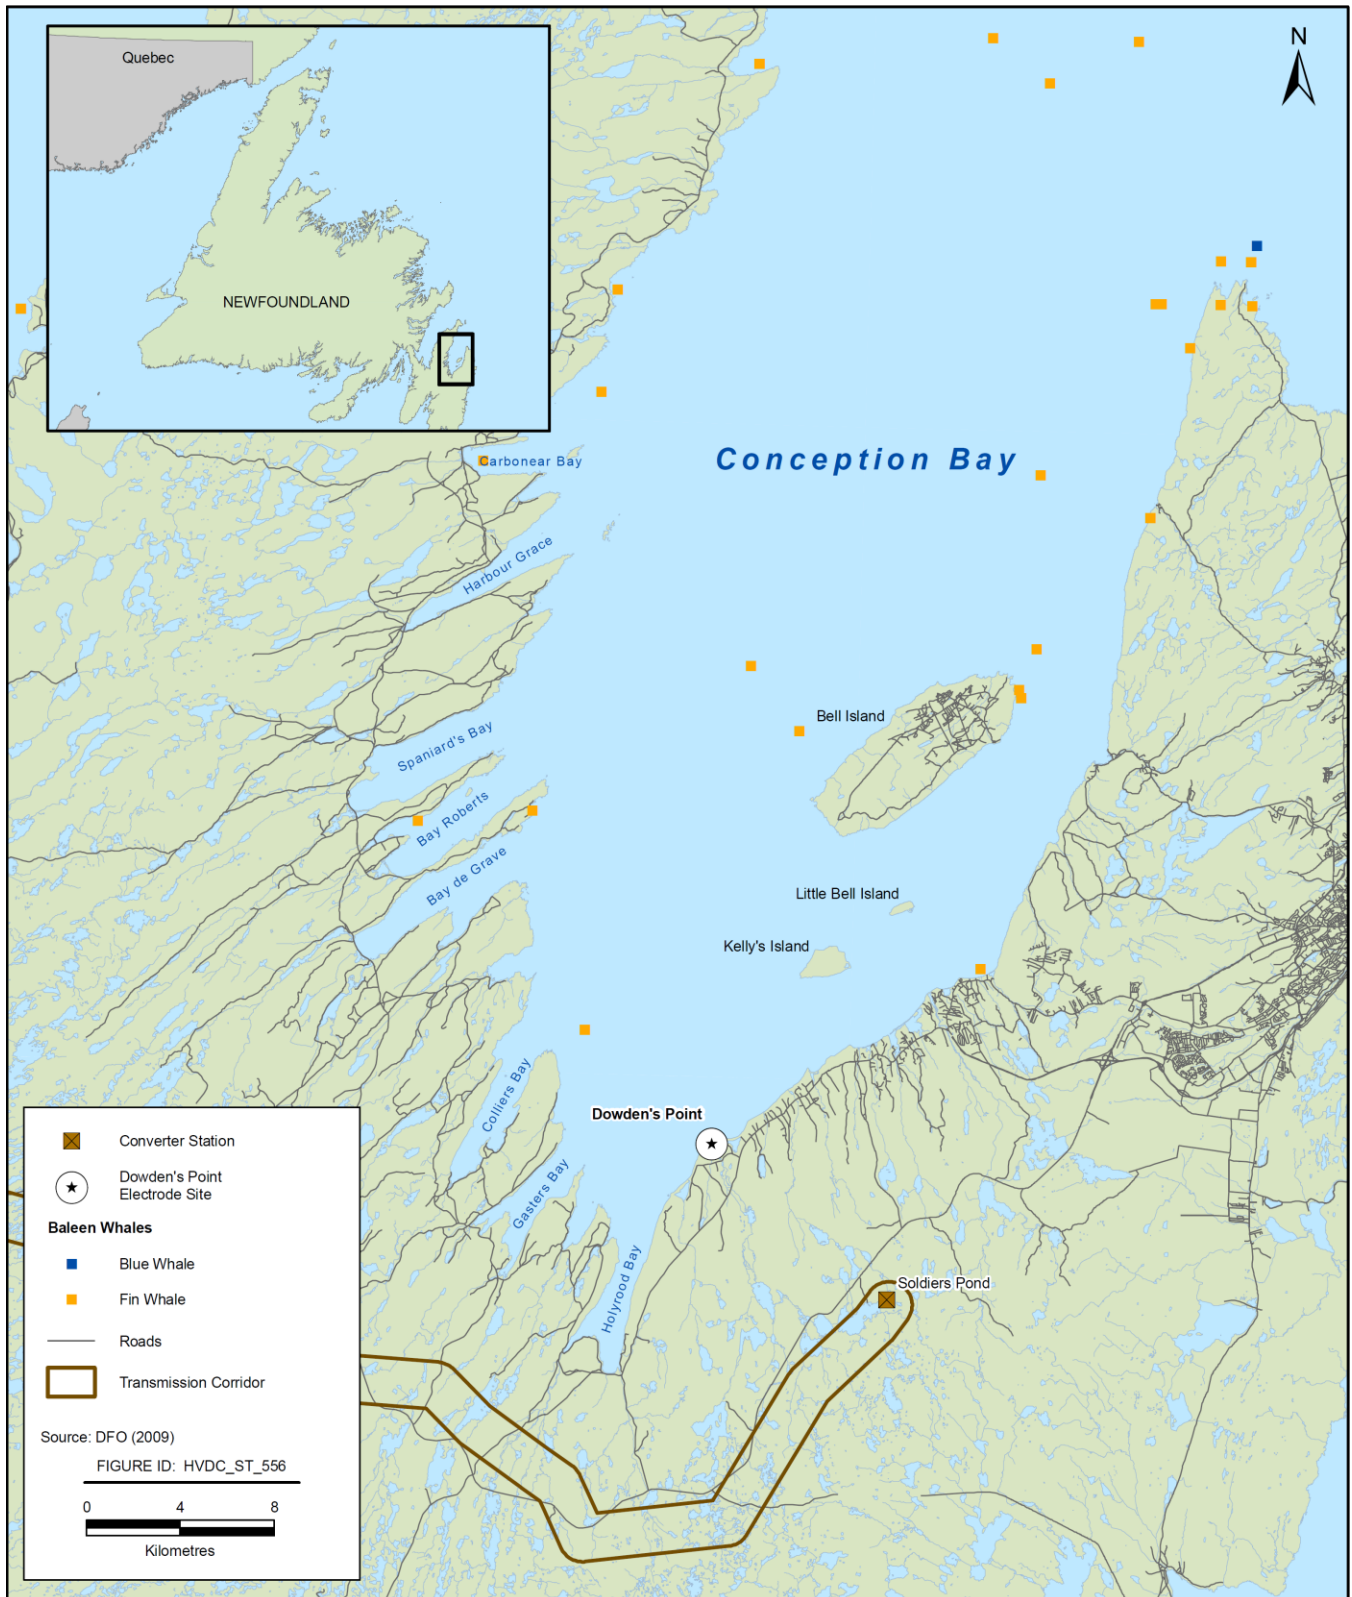 Quebec
NEWFOUNDLAND
N
Conception Bay
Carbonear Bay
Harbour Grace
Spaniard's Bay
Bay Roberts
Bay de Grave
Bell Island
Little Bell Island
Kelly's Island
Colliers Bay
Gasters Bay
Holyrood Bay
Dowden's Point
Soldiers Pond
Converter Station
Dowden's Point
Electrode Site
Baleen Whales
Blue Whale
Fin Whale
Roads
Transmission Corridor
Source: DFO (2009)
FIGURE ID: HVDC_ST_556
0 4 8
Kilometres